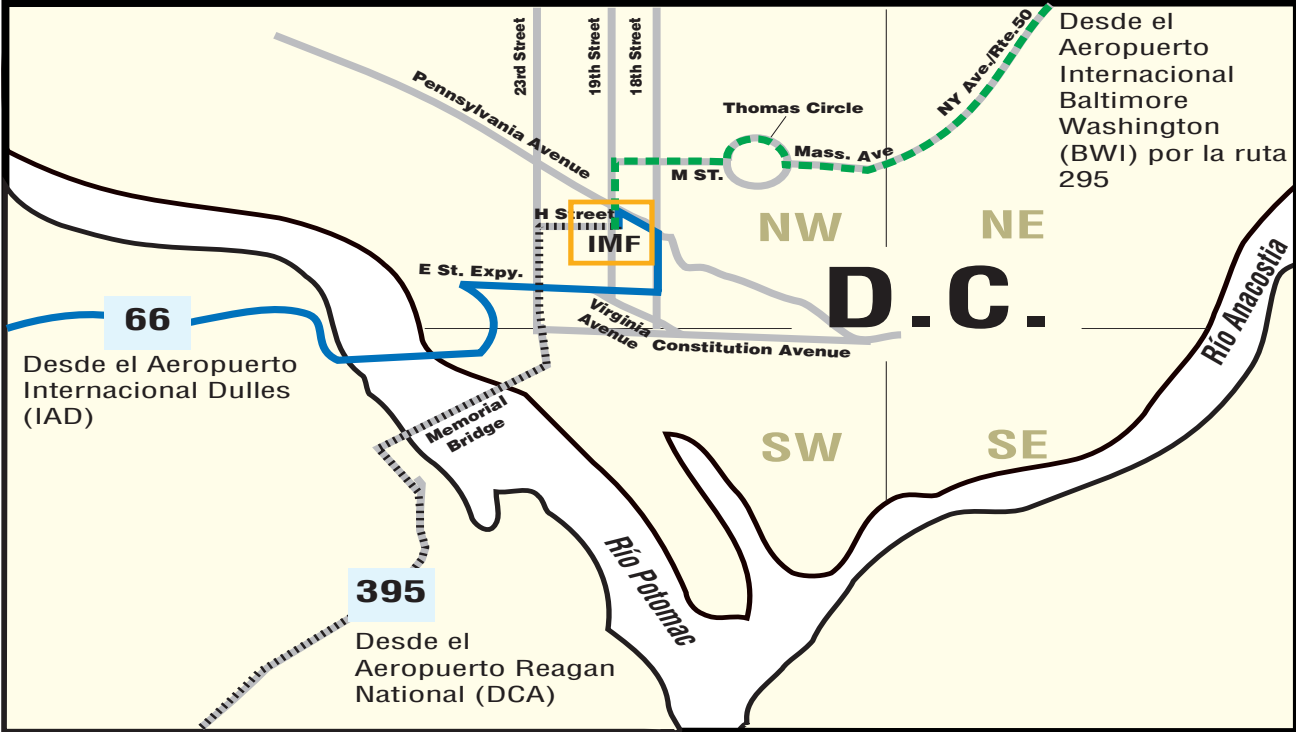 23rd Street
19th Street
18th Street
NY Ave./Rte.50
Desde el
Aeropuerto
Internacional
Baltimore
Washington
(BWI) por la ruta
295
Pennsylvania Avenue
Thomas Circle
Mass. Ave
M ST.
H Street
IMF
NW
NE
E St. Expy.
D.C.
66
Virginia
Avenue
Constitution Avenue
Río Anacostia
Desde el Aeropuerto
Internacional Dulles
(IAD)
Memorial
Bridge
SW
SE
Río Potomac
395
Desde el
Aeropuerto Reagan
National (DCA)